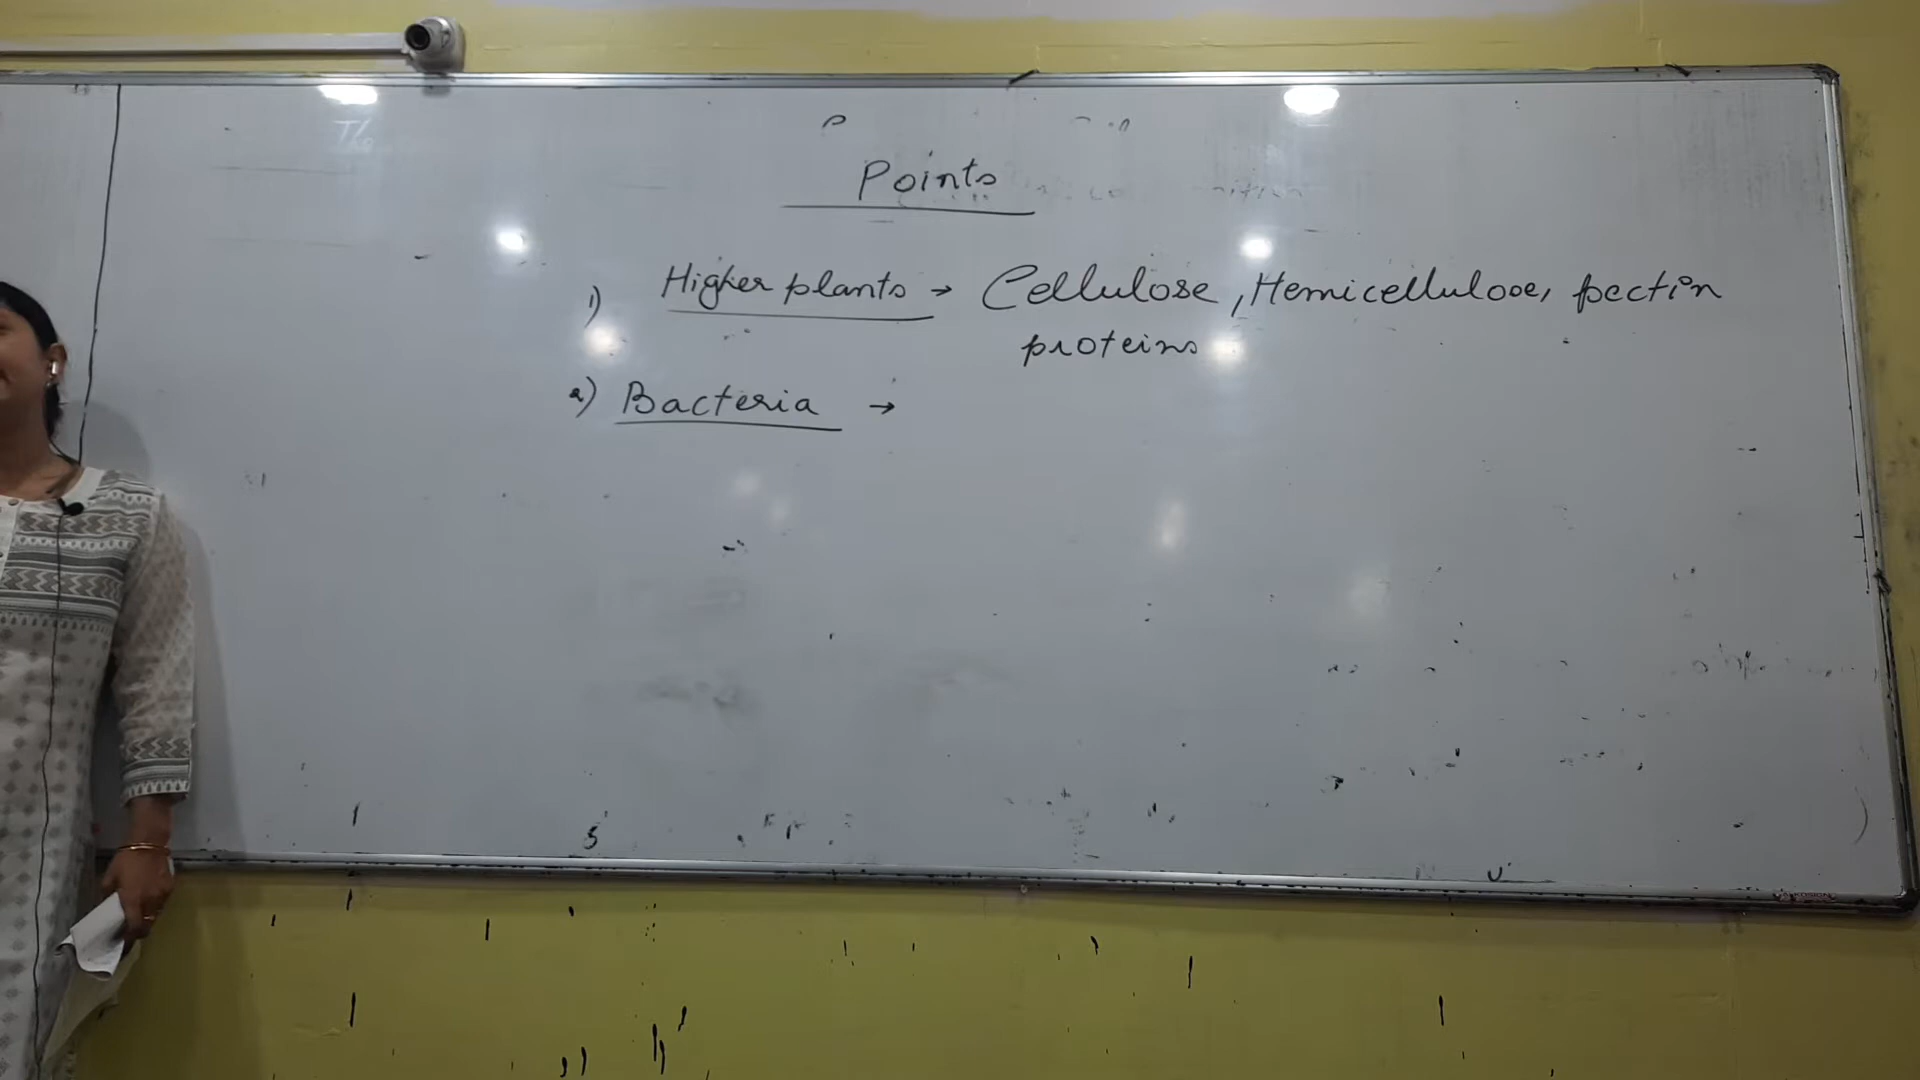 Points
1) Higher plants → Cellulose, Hemicellulose, pectin
proteins
2) Bacteria →